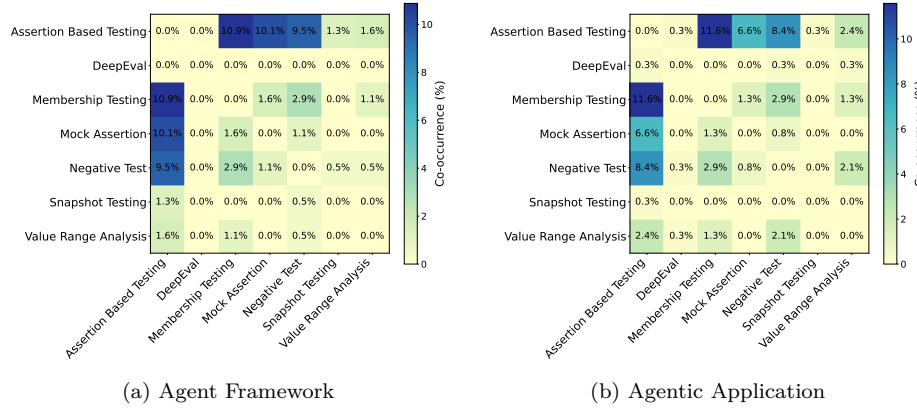 Assertion Based Testing 0.0% 0.0% 10.9% 10.1% 9.5% 1.3% 1.6%
DeepEval 0.0% 0.0% 0.0% 0.0% 0.0% 0.0% 0.0%
Membership Testing 10.9% 0.0% 0.0% 1.6% 2.9% 0.0% 1.1%
Mock Assertion 10.1% 0.0% 1.6% 0.0% 1.1% 0.0% 0.0%
Negative Test 9.5% 0.0% 2.9% 1.1% 0.0% 0.5% 0.5%
Snapshot Testing 1.3% 0.0% 0.0% 0.0% 0.5% 0.0% 0.0%
Value Range Analysis 1.6% 0.0% 1.1% 0.0% 0.5% 0.0% 0.0%
Assertion Based Testing
DeepEval
Membership Testing
Mock Assertion
Negative Test
Snapshot Testing
Value Range Analysis
10
8
6
4
2
0
Co-occurrence (%)
(a) Agent Framework
Assertion Based Testing 0.0% 0.3% 11.6% 6.6% 8.4% 0.3% 2.4%
DeepEval 0.3% 0.0% 0.0% 0.0% 0.3% 0.0% 0.3%
Membership Testing 11.6% 0.0% 0.0% 1.3% 2.9% 0.0% 1.3%
Mock Assertion 6.6% 0.0% 1.3% 0.0% 0.8% 0.0% 0.0%
Negative Test 8.4% 0.3% 2.9% 0.8% 0.0% 0.0% 2.1%
Snapshot Testing 0.3% 0.0% 0.0% 0.0% 0.0% 0.0% 0.0%
Value Range Analysis 2.4% 0.3% 1.3% 0.0% 2.1% 0.0% 0.0%
Assertion Based Testing
DeepEval
Membership Testing
Mock Assertion
Negative Test
Snapshot Testing
Value Range Analysis
10
8
6
4
2
0
(b) Agentic Application